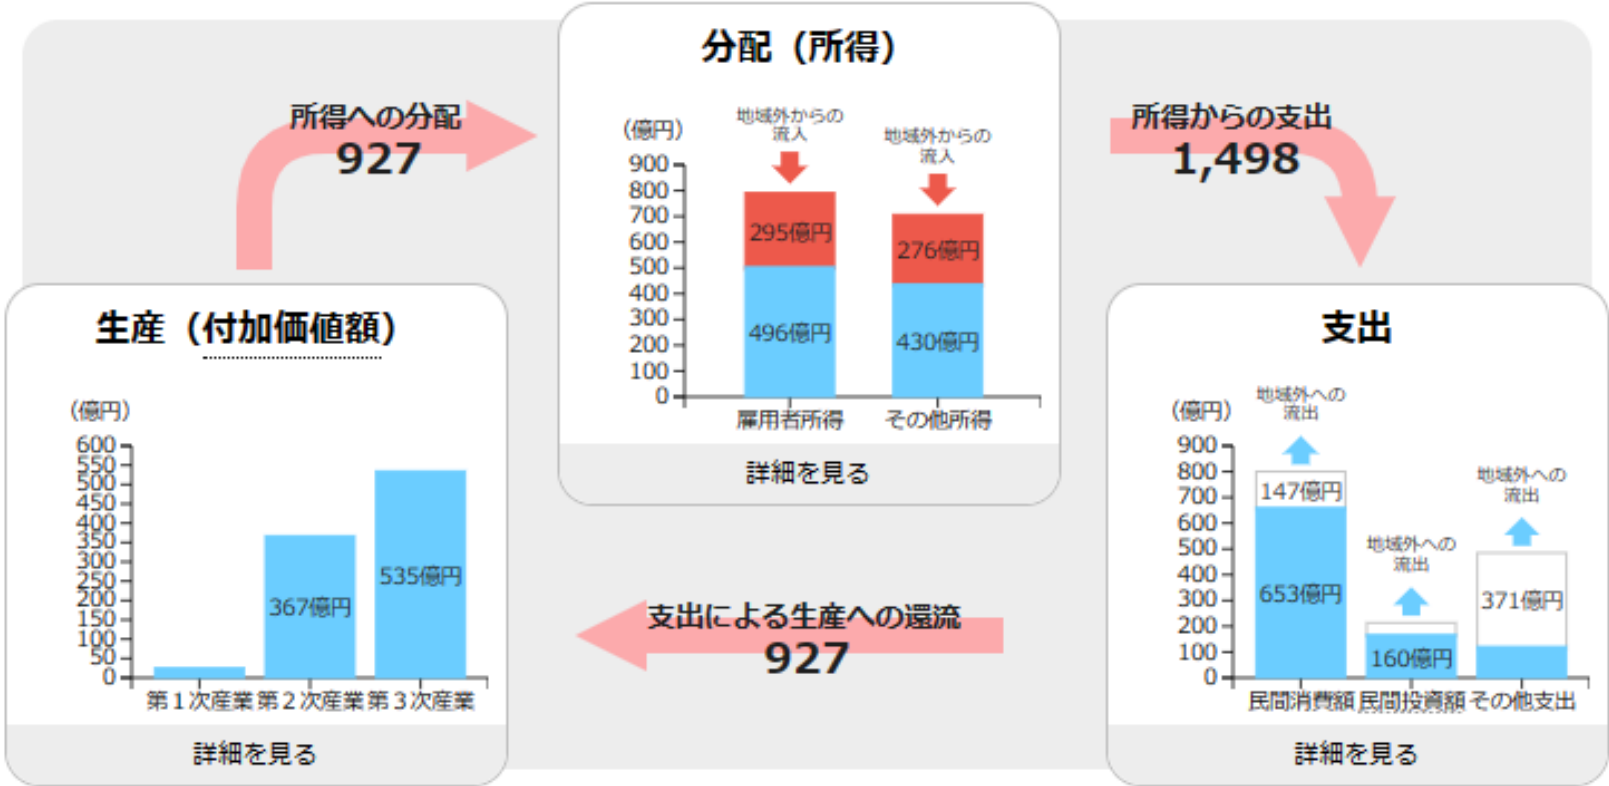 分配（所得）
所得への分配
927
所得からの支出
1,498
（億円）
地域外からの
流入
地域外からの
流入
900
800
700
600
500
400
300
200
100
0
295億円
276億円
496億円
430億円
雇用者所得
その他所得
詳細を見る
生産（付加価値額）
（億円）
600
550
500
450
400
350
300
250
200
150
100
50
0
367億円
535億円
第１次産業
第２次産業
第３次産業
詳細を見る
支出
（億円）
地域外への
流出
地域外への
流出
地域外への
流出
900
800
700
600
500
400
300
200
100
0
147億円
371億円
653億円
160億円
民間消費額
民間投資額
その他支出
詳細を見る
支出による生産への還流
927